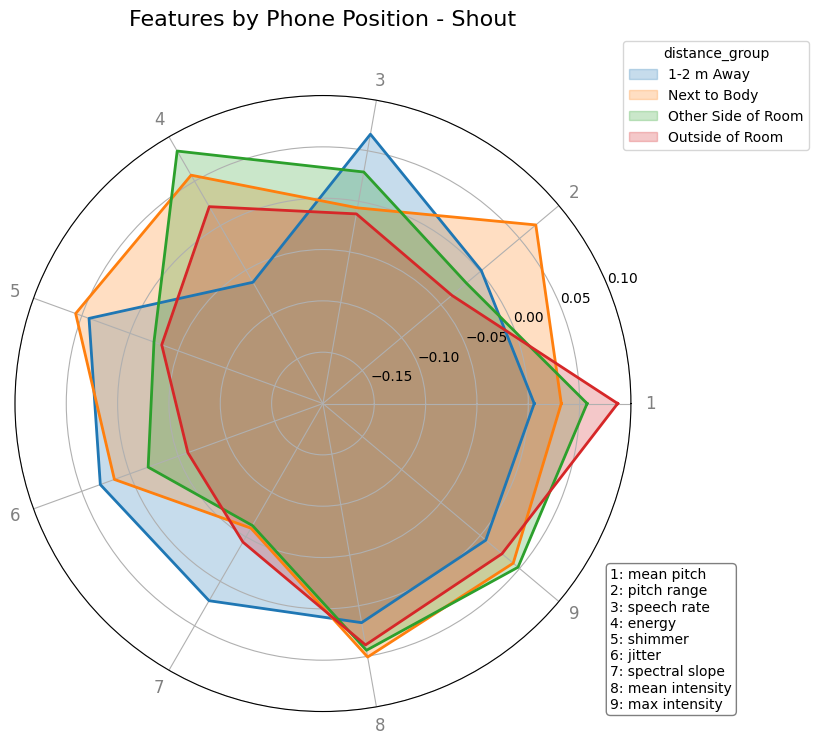 Features by Phone Position - Shout
distance_group
1-2 m Away
Next to Body
Other Side of Room
Outside of Room
3
4
2
5
0.10
0.05
0.00
−0.05
−0.10
−0.15
1
6
9
7
8
1: mean pitch
2: pitch range
3: speech rate
4: energy
5: shimmer
6: jitter
7: spectral slope
8: mean intensity
9: max intensity